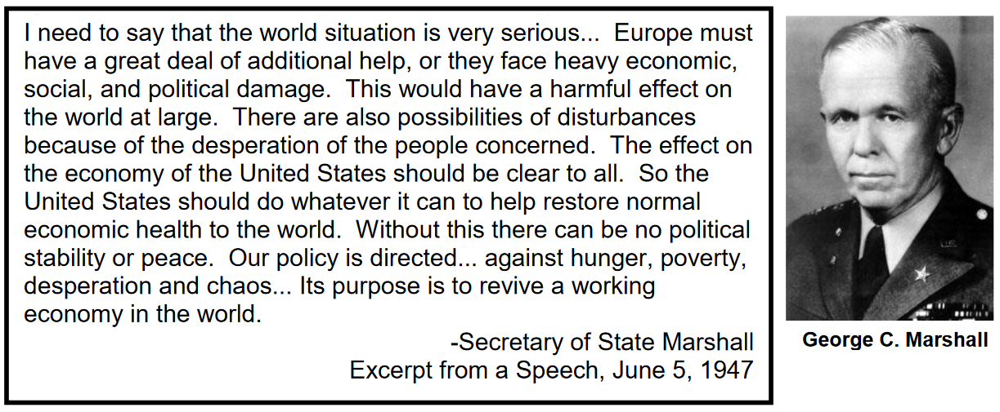 I need to say that the world situation is very serious...  Europe must
have a great deal of additional help, or they face heavy economic,
social, and political damage.  This would have a harmful effect on
the world at large.  There are also possibilities of disturbances
because of the desperation of the people concerned.  The effect on
the economy of the United States should be clear to all.  So the
United States should do whatever it can to help restore normal
economic health to the world.  Without this there can be no political
stability or peace.  Our policy is directed... against hunger, poverty,
desperation and chaos... Its purpose is to revive a working
economy in the world.
-Secretary of State Marshall
Excerpt from a Speech, June 5, 1947
George C. Marshall